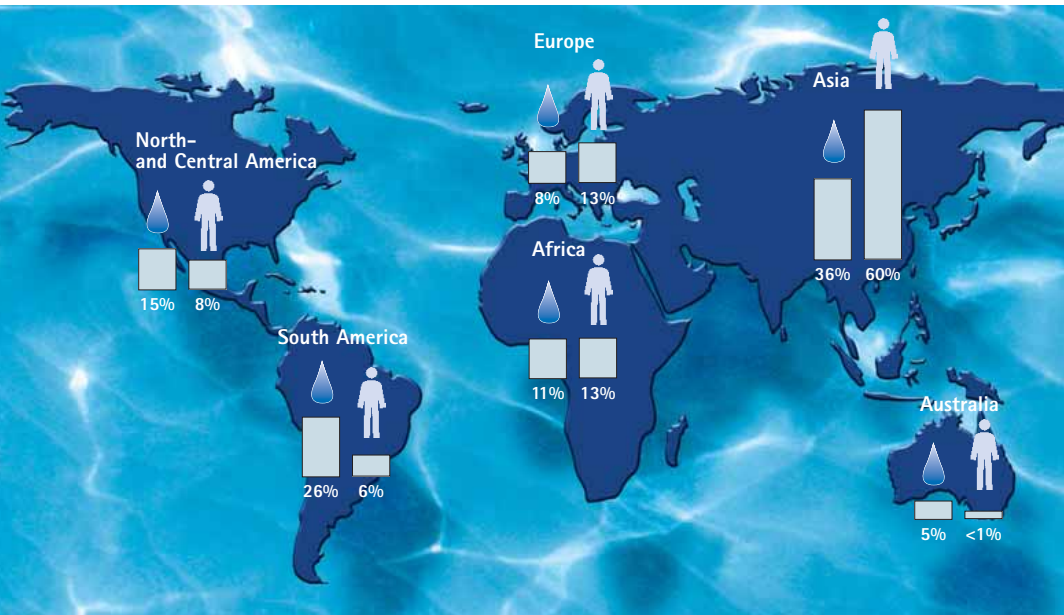 North-
and Central America
15% 8%
South America
26% 6%
Europe
8% 13%
Africa
11% 13%
Asia
36% 60%
Australia
5% <1%